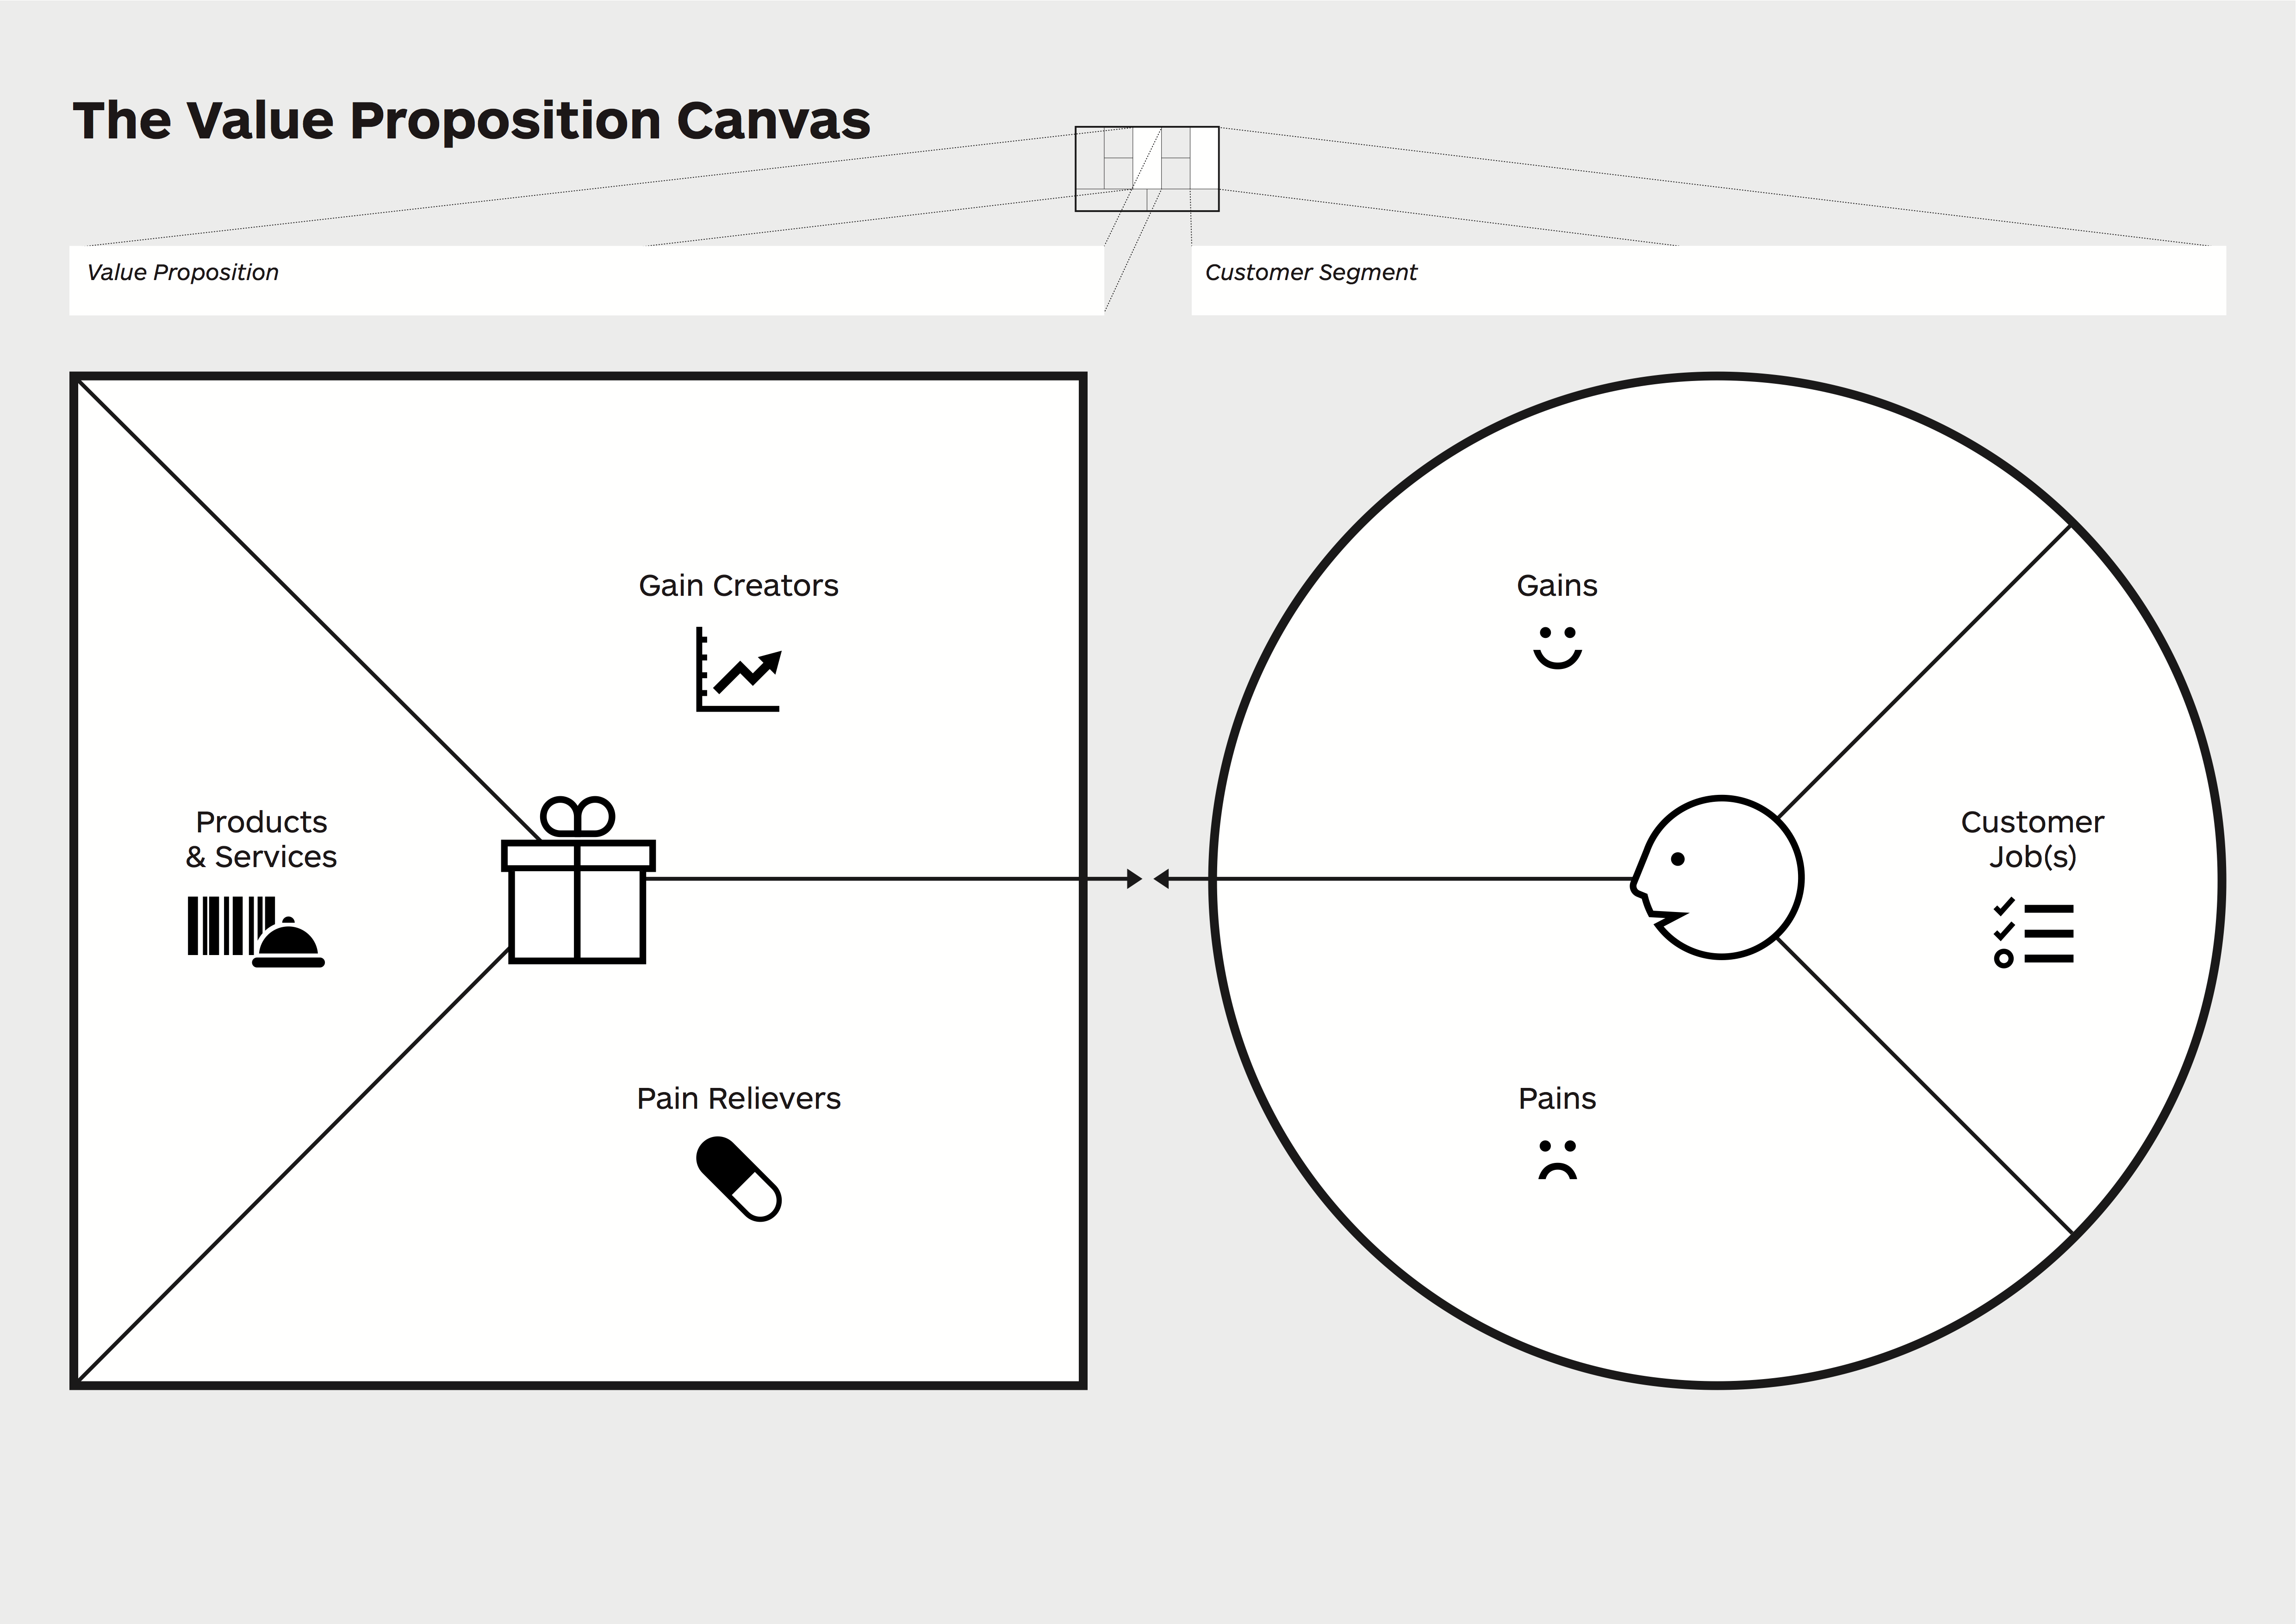 The Value Proposition Canvas
Value Proposition
Customer Segment
Gain Creators
Products
& Services
Pain Relievers
Gains
Customer
Job(s)
Pains